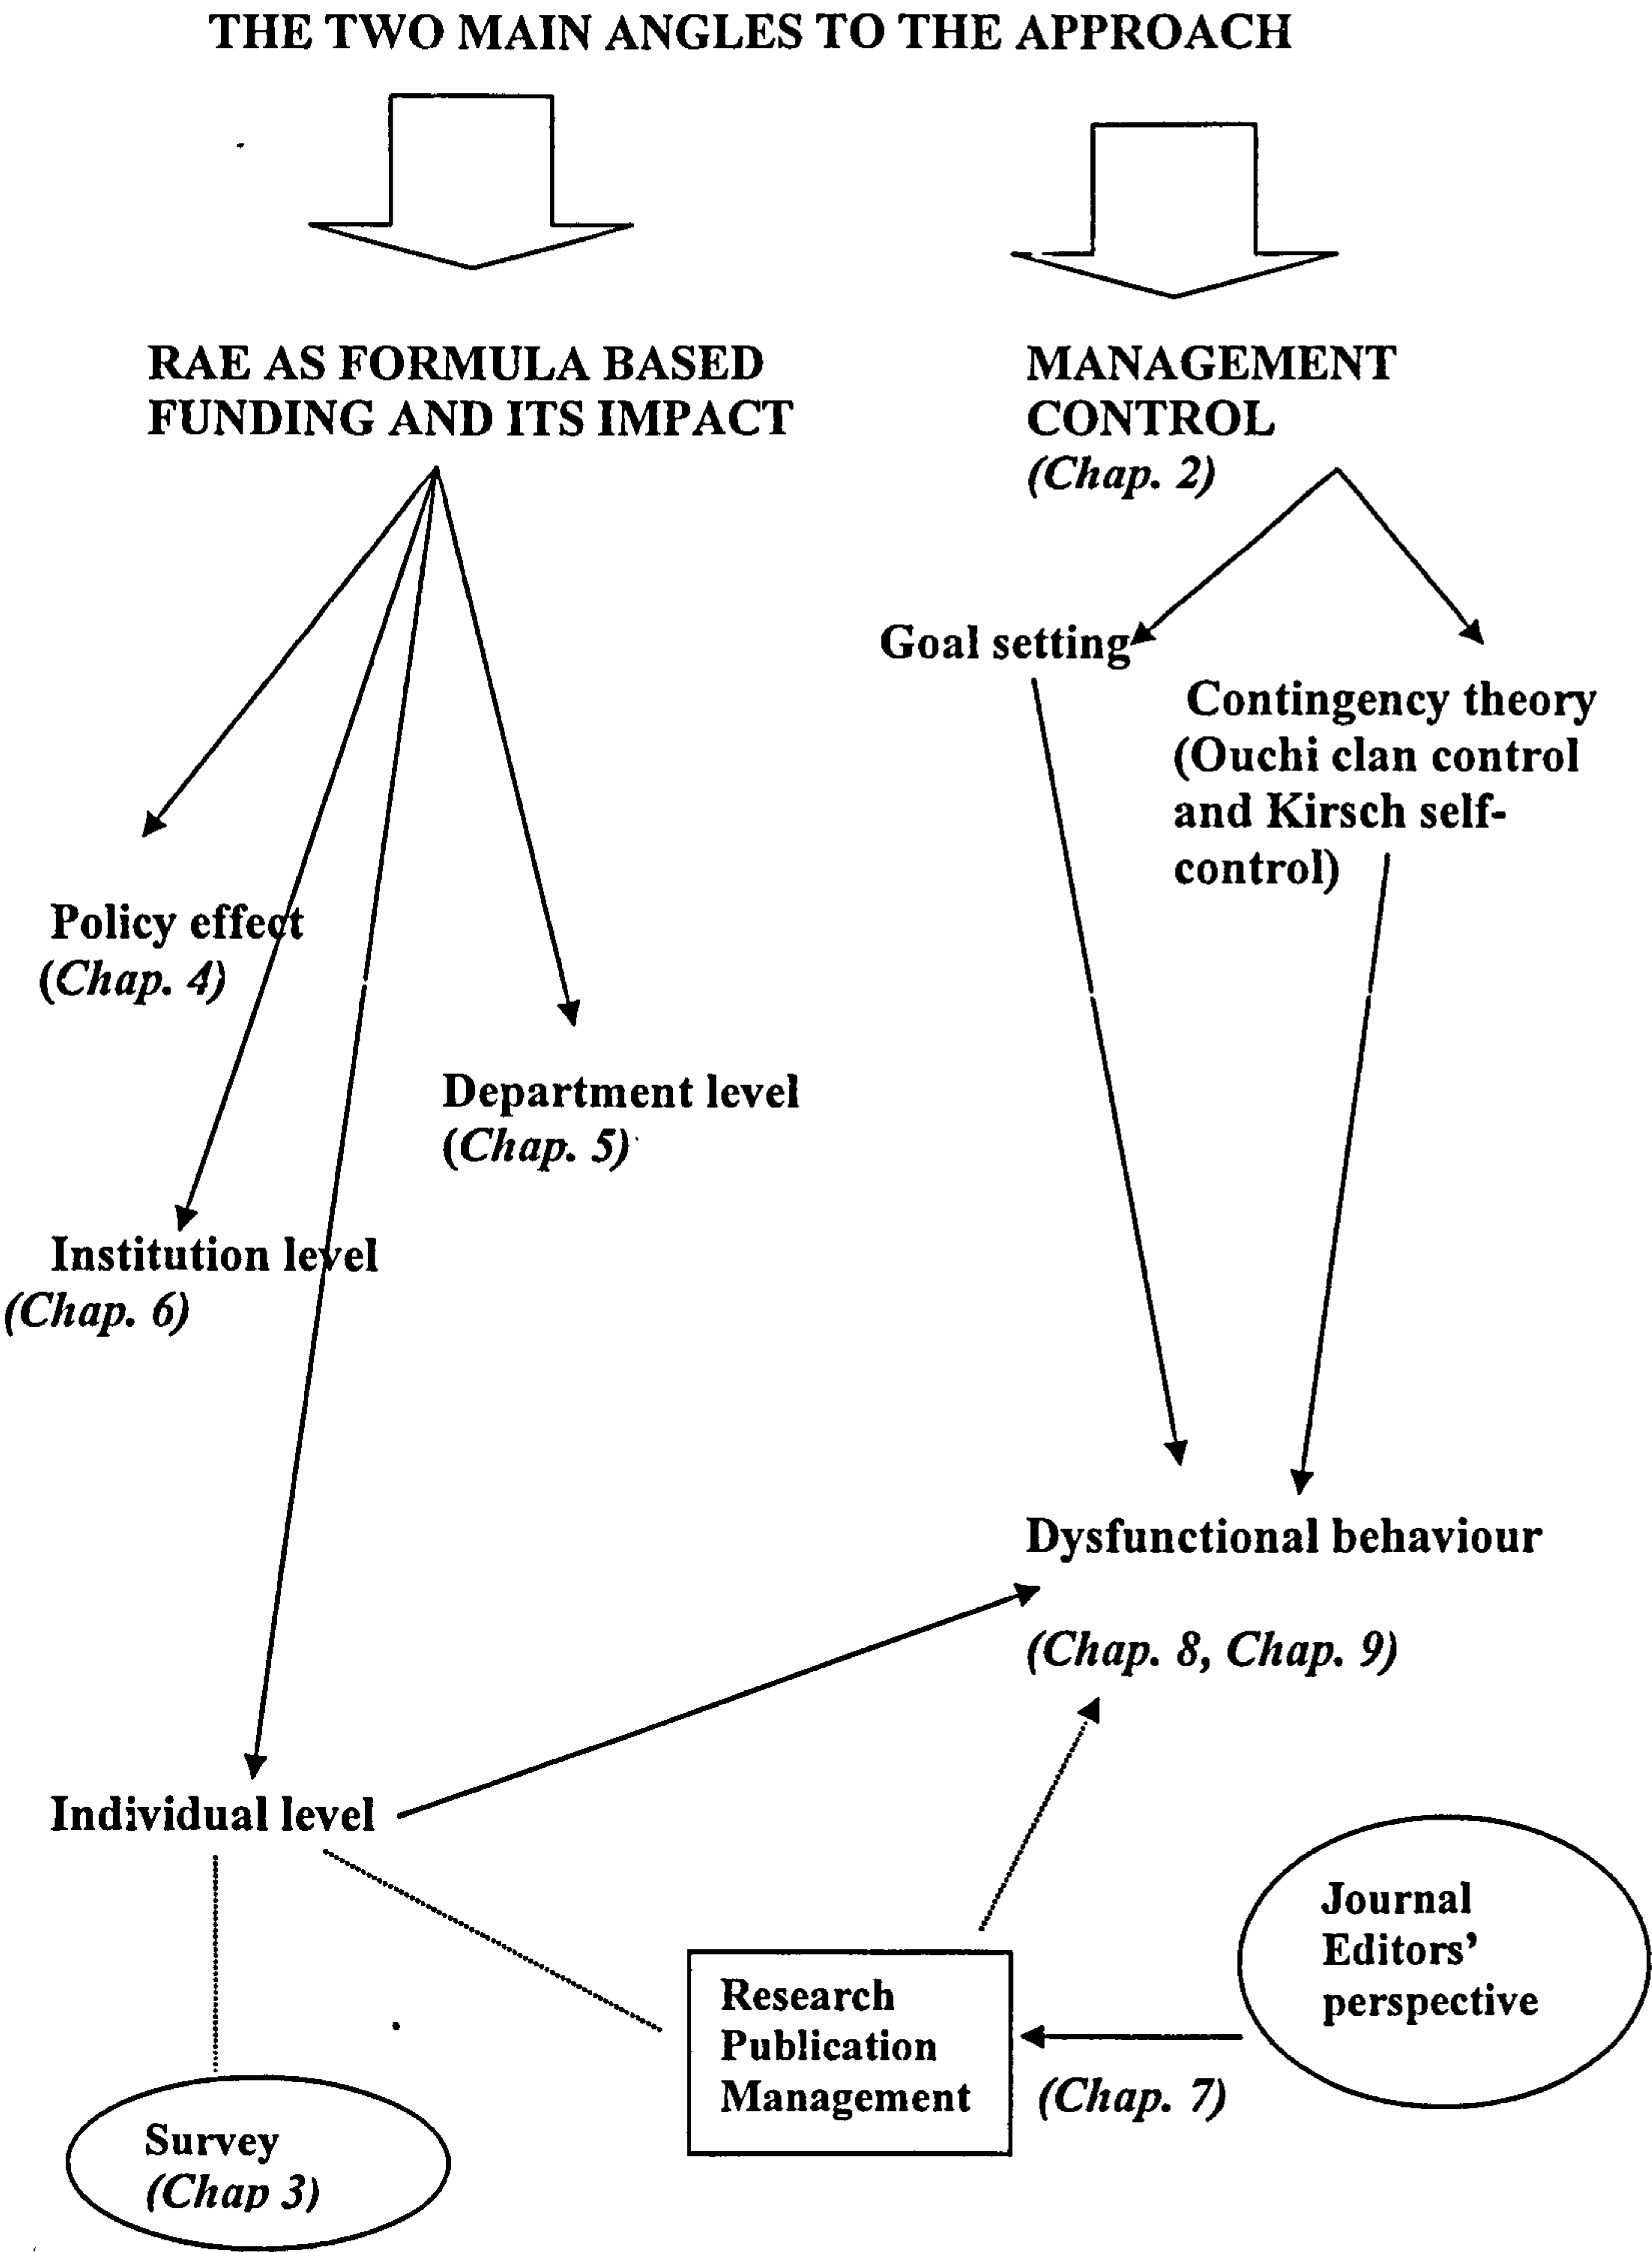 THE TWO MAIN ANGLES TO THE APPROACH
RAE AS FORMULA BASED
FUNDING AND ITS IMPACT
MANAGEMENT
CONTROL
(Chap. 2)
Goal setting
Contingency theory
(Ouchi clan control
and Kirsch self-
control)
Policy effect
(Chap. 4)
Department level
(Chap. 5)
Institution level
(Chap. 6)
Dysfunctional behaviour
(Chap. 8, Chap. 9)
Individual level
Journal
Editors’
perspective
Research
Publication
Management
(Chap. 7)
Survey
(Chap 3)